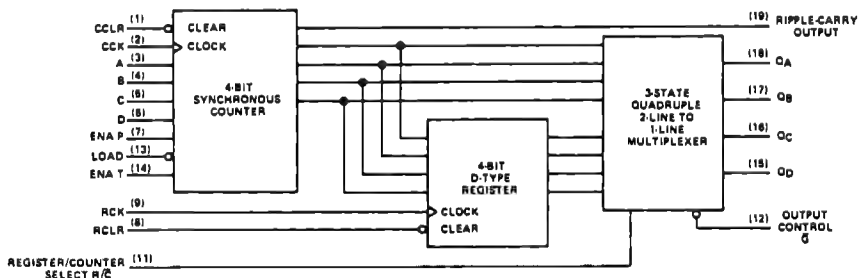 CCLR (1) CLEAR
CCK (2) CLOCK
A (3)
B (4)
C (5)
D (6)
ENA P (7)
LOAD (13)
ENA T (14)
4-BIT
SYNCHRONOUS
COUNTER
(19) RIPPLE-CARRY
OUTPUT
3-STATE
QUADRUPLE
2-LINE TO
1-LINE
MULTIPLEXER
(18) QA
(17) QB
(16) QC
(15) QD
4-BIT
D-TYPE
REGISTER
RCK (9) CLOCK
RCLR (8) CLEAR
(12) OUTPUT
CONTROL
G̅
REGISTER/COUNTER (11)
SELECT R/C̅